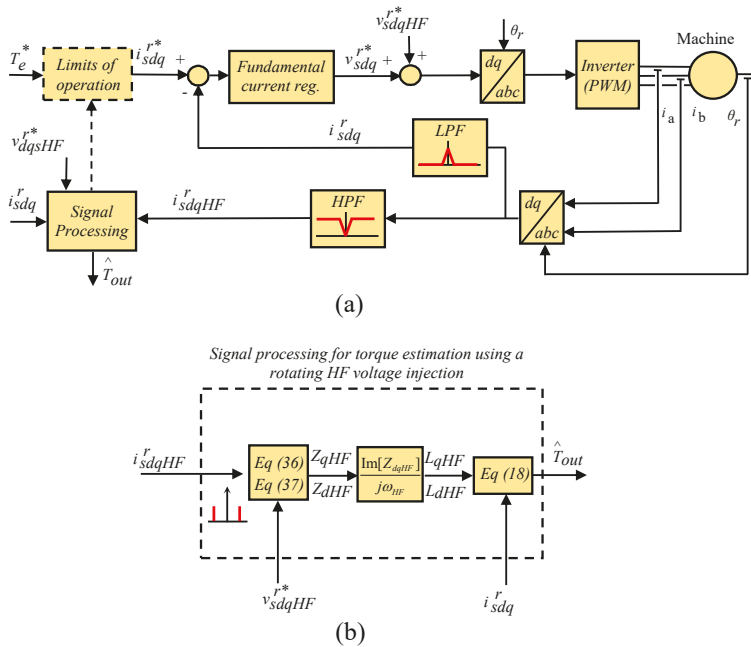 T_e^*
Limits of
operation
i_sdq^r*
+
-
Fundamental
current reg.
v_sdq^r*
+
v_sdqHF^r*
+
θ_r
dq
abc
Inverter
(PWM)
Machine
i_a
i_b
θ_r
i_sdq^r
LPF
v_dqsHF^r*
i_sdq^r
Signal
Processing
i_sdqHF^r
HPF
dq
abc
T̂_out
(a)
Signal processing for torque estimation using a
rotating HF voltage injection
i_sdqHF^r
Eq (36)
Eq (37)
Z_qHF
Z_dHF
Im[Z_dqHF]
jω_HF
L_qHF
L_dHF
Eq (18)
T̂_out
v_sdqHF^r*
i_sdq^r
(b)